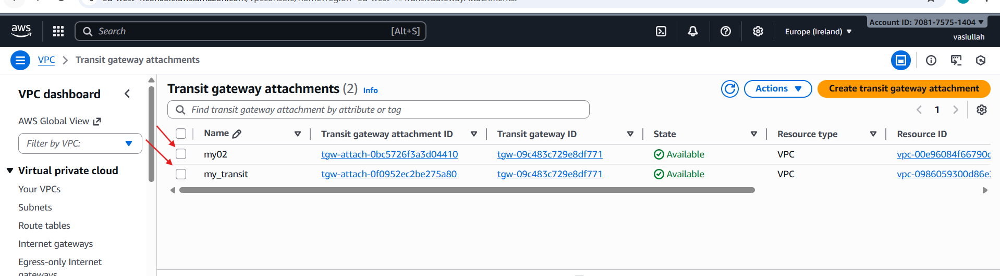 aws
Search
[Alt+S]
Europe (Ireland)
Account ID: 7081-7575-1404
vasiullah
VPC
Transit gateway attachments
VPC dashboard
AWS Global View
Filter by VPC:
Virtual private cloud
Your VPCs
Subnets
Route tables
Internet gateways
Egress-only Internet
gateways
Transit gateway attachments (2) Info
Actions
Create transit gateway attachment
Find transit gateway attachment by attribute or tag
1
Name Transit gateway attachment ID Transit gateway ID State Resource type Resource ID
my02 tgw-attach-0bc5726f3a3d04410 tgw-09c483c729e8df771 Available VPC vpc-00e96084f66790c
my_transit tgw-attach-0f0952ec2be275a80 tgw-09c483c729e8df771 Available VPC vpc-0986059300d86e